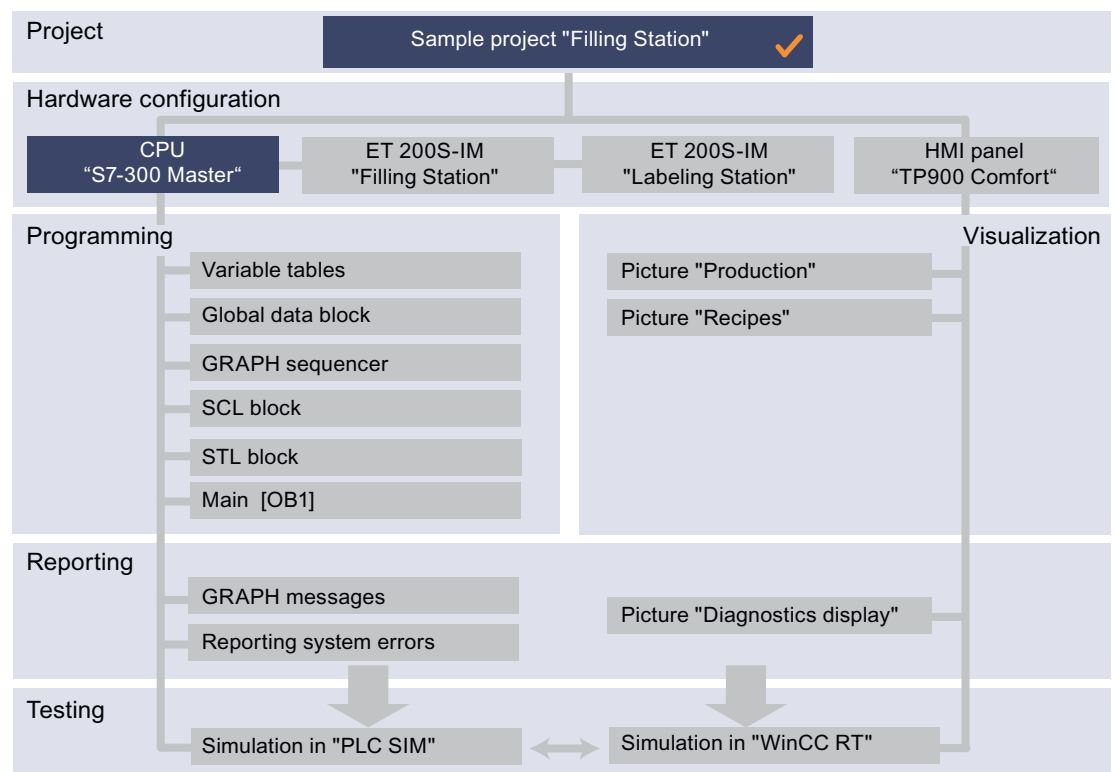 Project
Sample project "Filling Station"
Hardware configuration
CPU
“S7-300 Master“
ET 200S-IM
"Filling Station"
ET 200S-IM
"Labeling Station"
HMI panel
“TP900 Comfort“
Programming
Visualization
Variable tables
Global data block
GRAPH sequencer
SCL block
STL block
Main [OB1]
Picture "Production"
Picture "Recipes"
Reporting
GRAPH messages
Reporting system errors
Picture "Diagnostics display"
Testing
Simulation in "PLC SIM"
Simulation in "WinCC RT"